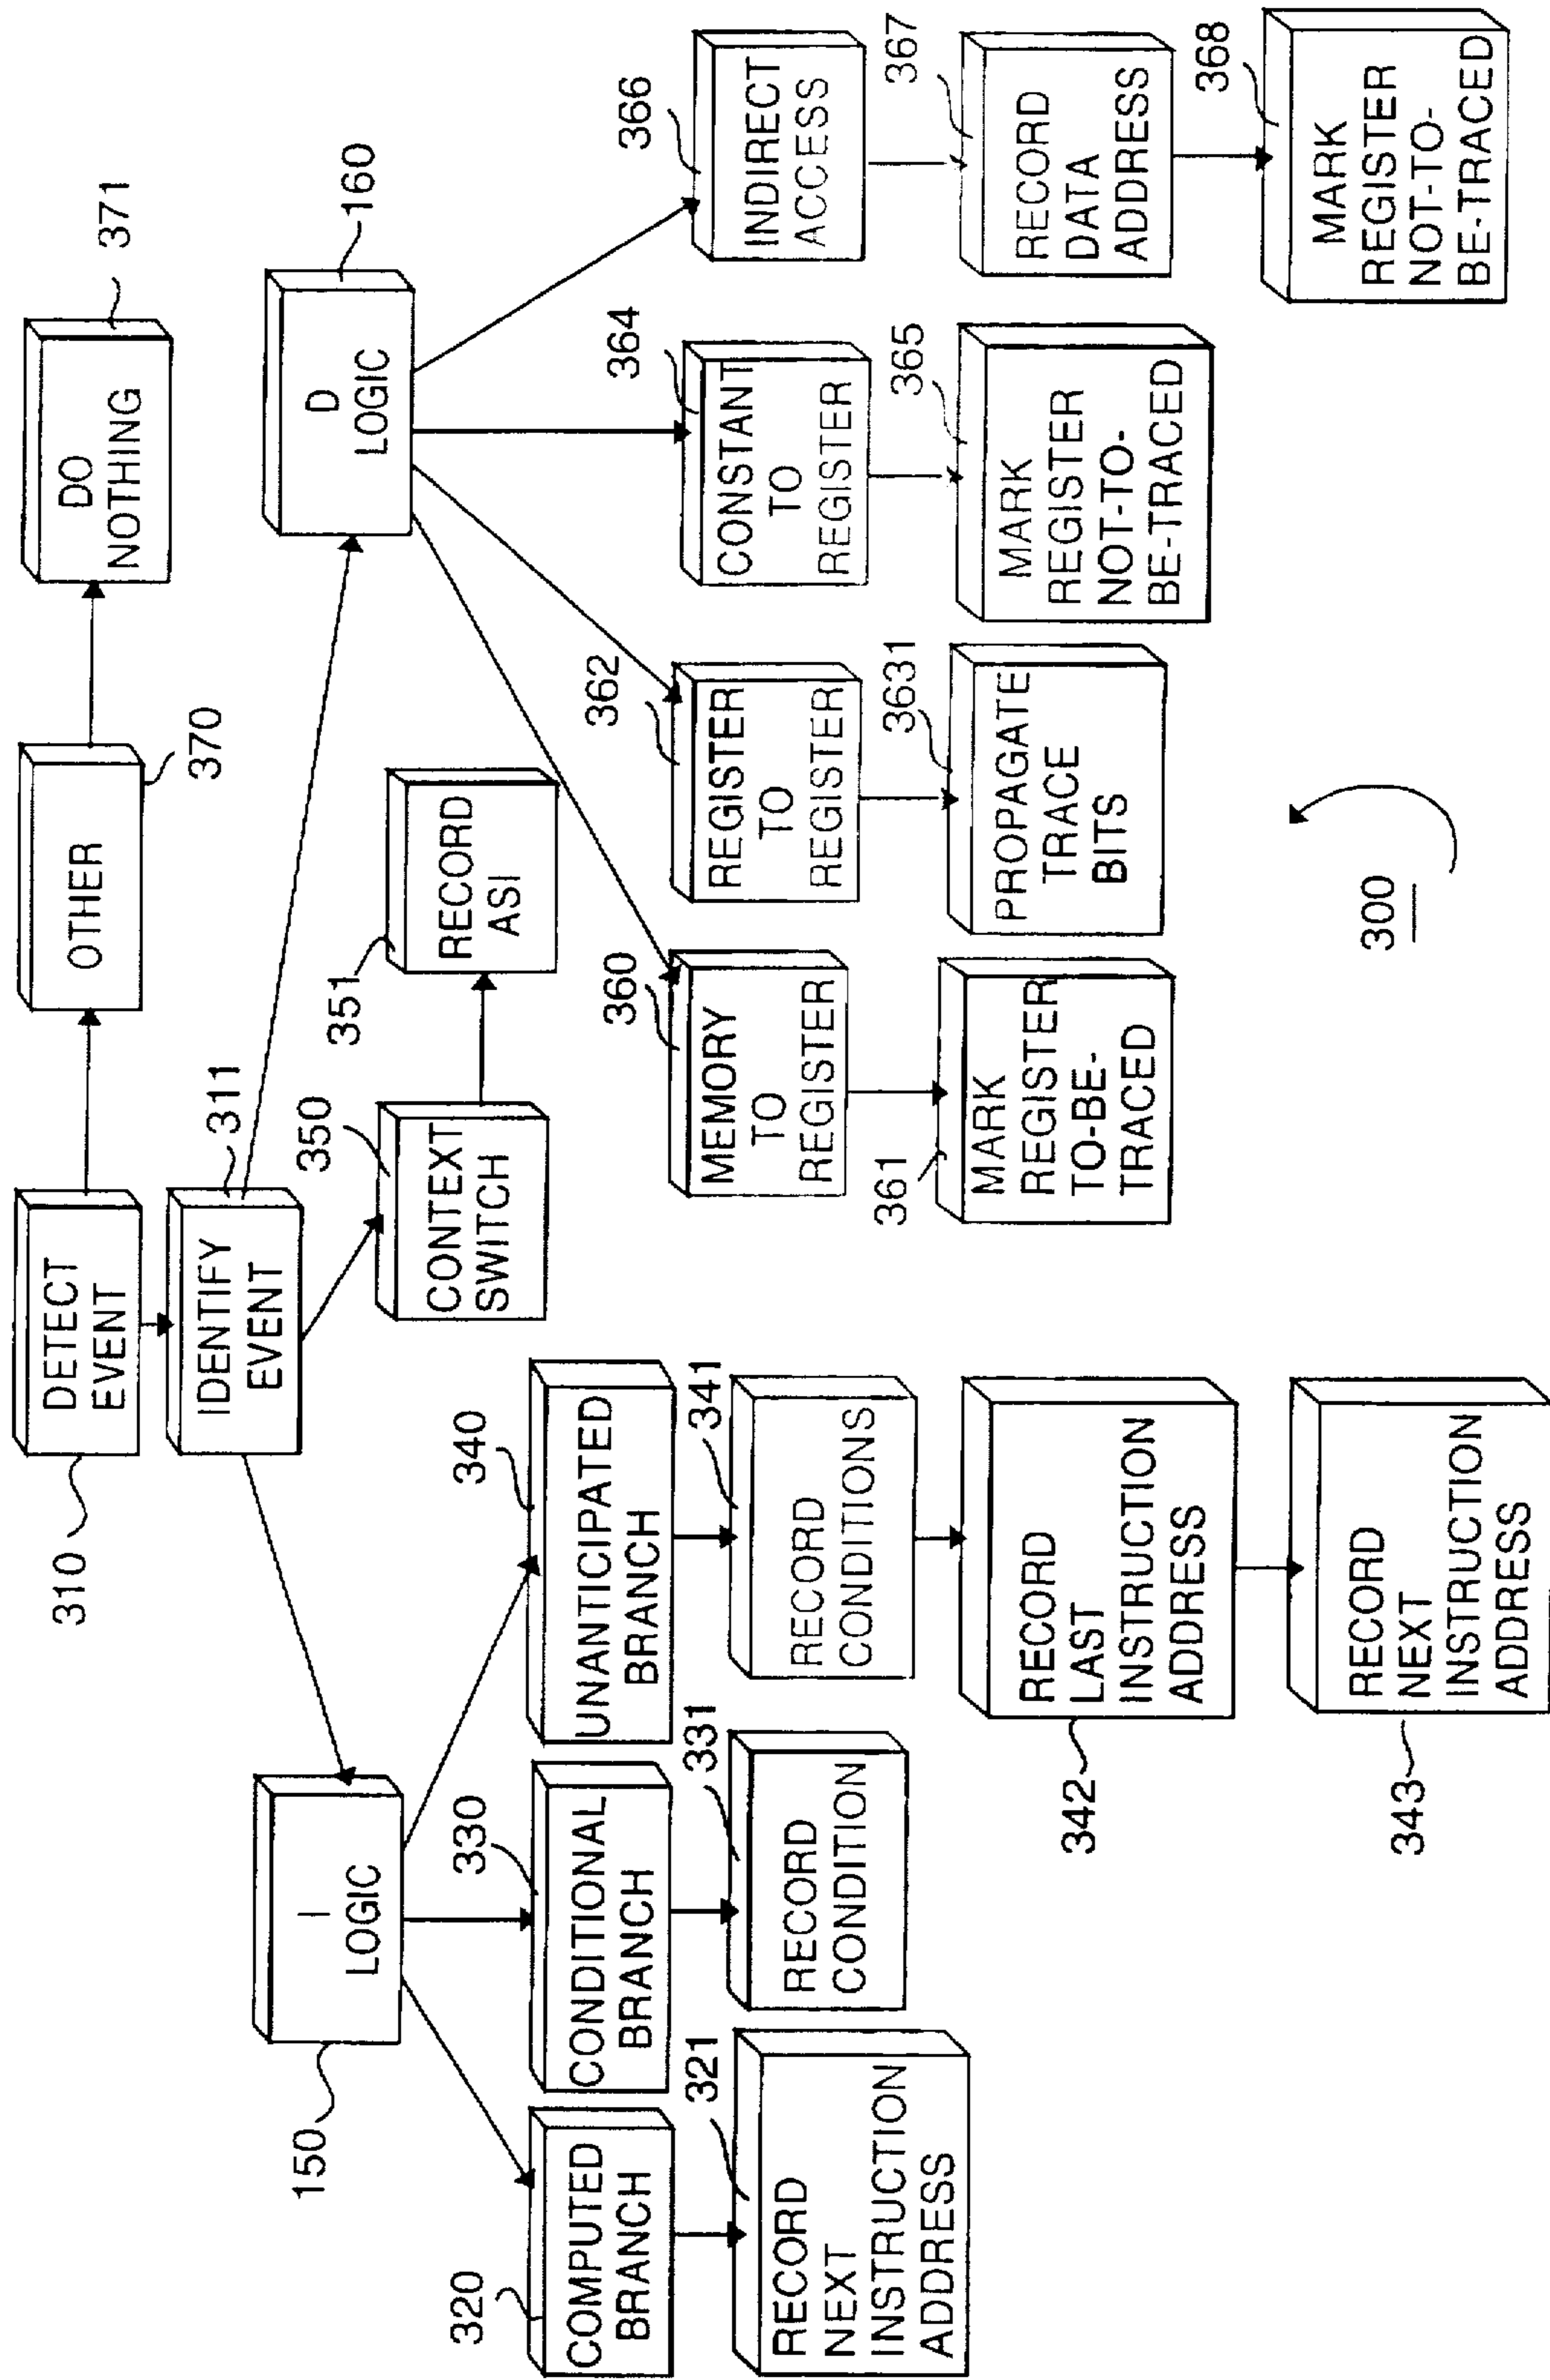 310
DETECT
EVENT
OTHER
370
DO
NOTHING
371
IDENTIFY
EVENT
311
150
I
LOGIC
D
LOGIC
160
350
CONTEXT
SWITCH
351
RECORD
ASI
320
COMPUTED
BRANCH
330
CONDITIONAL
BRANCH
340
UNANTICIPATED
BRANCH
321
RECORD
NEXT
INSTRUCTION
ADDRESS
331
RECORD
CONDITION
341
RECORD
CONDITIONS
342
RECORD
LAST
INSTRUCTION
ADDRESS
343
RECORD
NEXT
INSTRUCTION
ADDRESS
360
MEMORY
TO
REGISTER
362
REGISTER
TO
REGISTER
364
CONSTANT
TO
REGISTER
366
INDIRECT
ACCESS
361
MARK
REGISTER
TO-BE-
TRACED
3631
PROPAGATE
TRACE
BITS
365
MARK
REGISTER
NOT-TO-
BE-TRACED
367
RECORD
DATA
ADDRESS
368
MARK
REGISTER
NOT-TO-
BE-TRACED
300